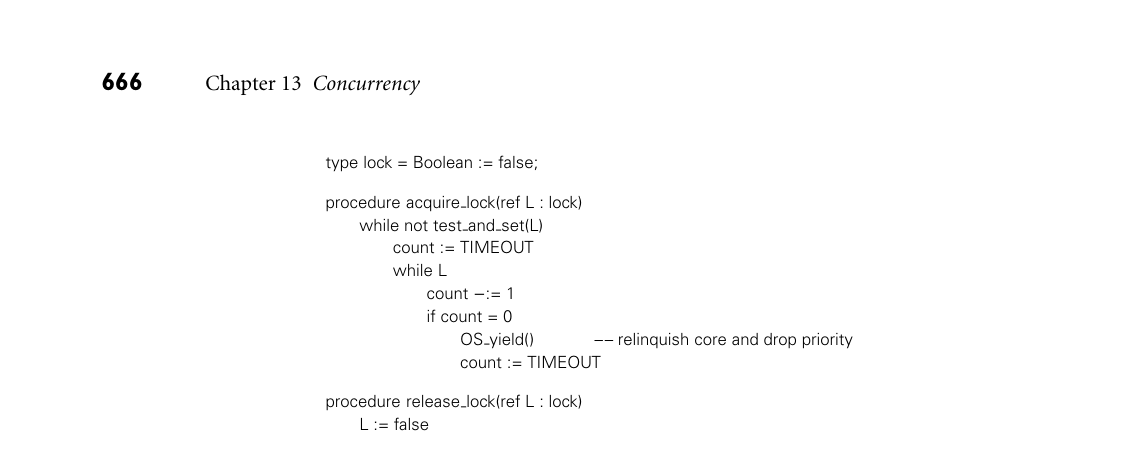 666 Chapter 13 Concurrency
type lock = Boolean := false;
procedure acquire_lock(ref L : lock)
while not test_and_set(L)
count := TIMEOUT
while L
count −:= 1
if count = 0
OS_yield() −− relinquish core and drop priority
count := TIMEOUT
procedure release_lock(ref L : lock)
L := false